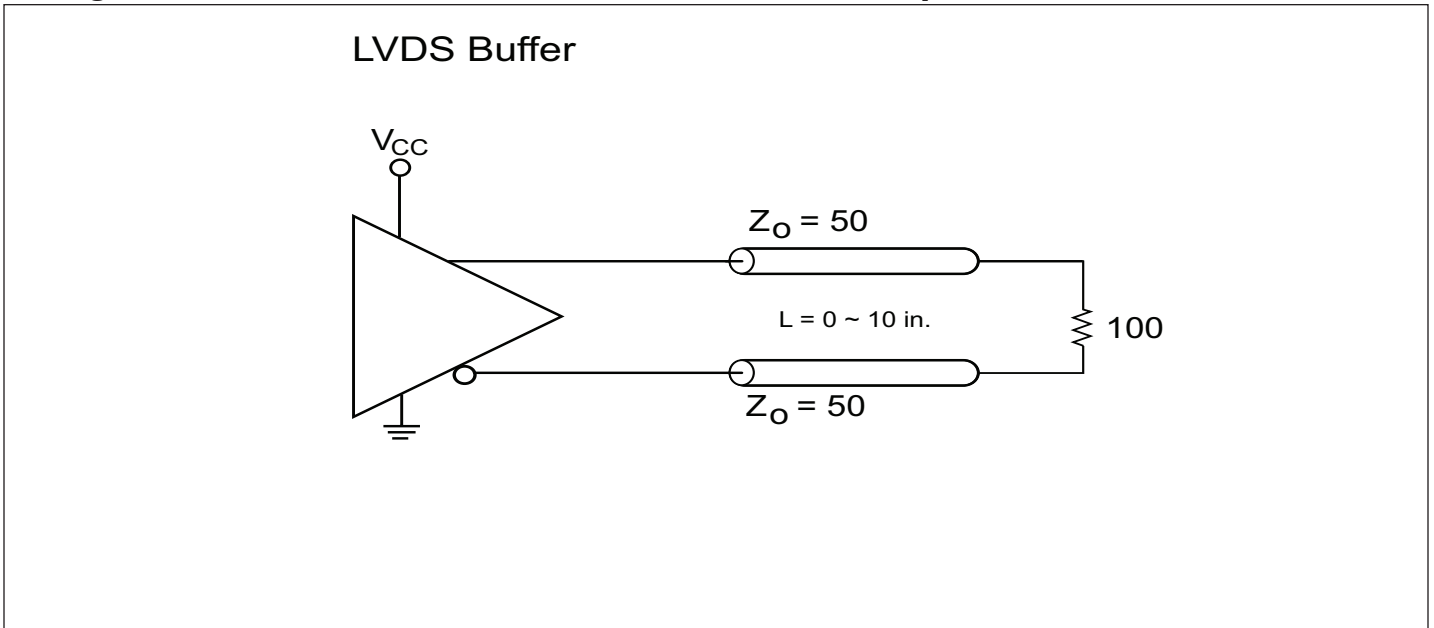 LVDS Buffer
VCC
ZO = 50
L = 0 ~ 10 in.
100
ZO = 50